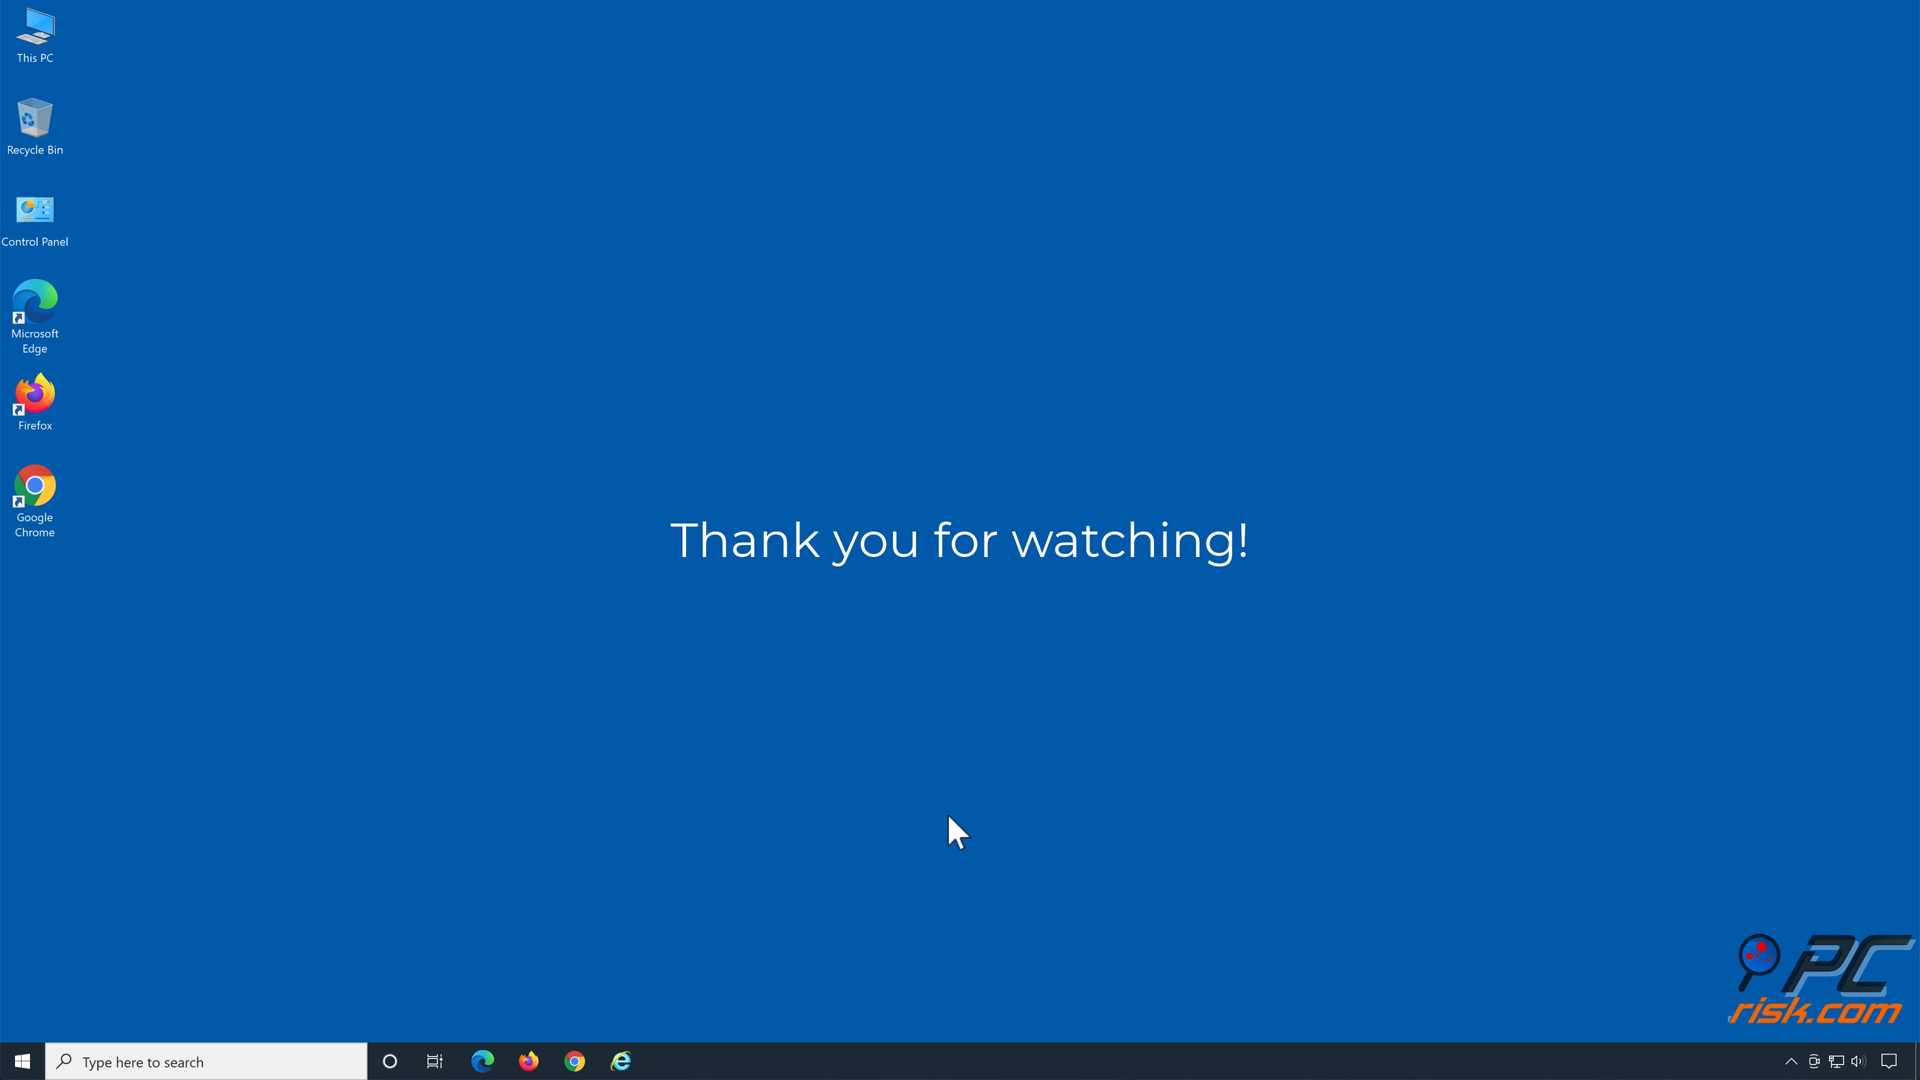 This PC
Recycle Bin
Control Panel
Microsoft
Edge
Firefox
Google
Chrome
Thank you for watching!
PC
risk.com
Type here to search